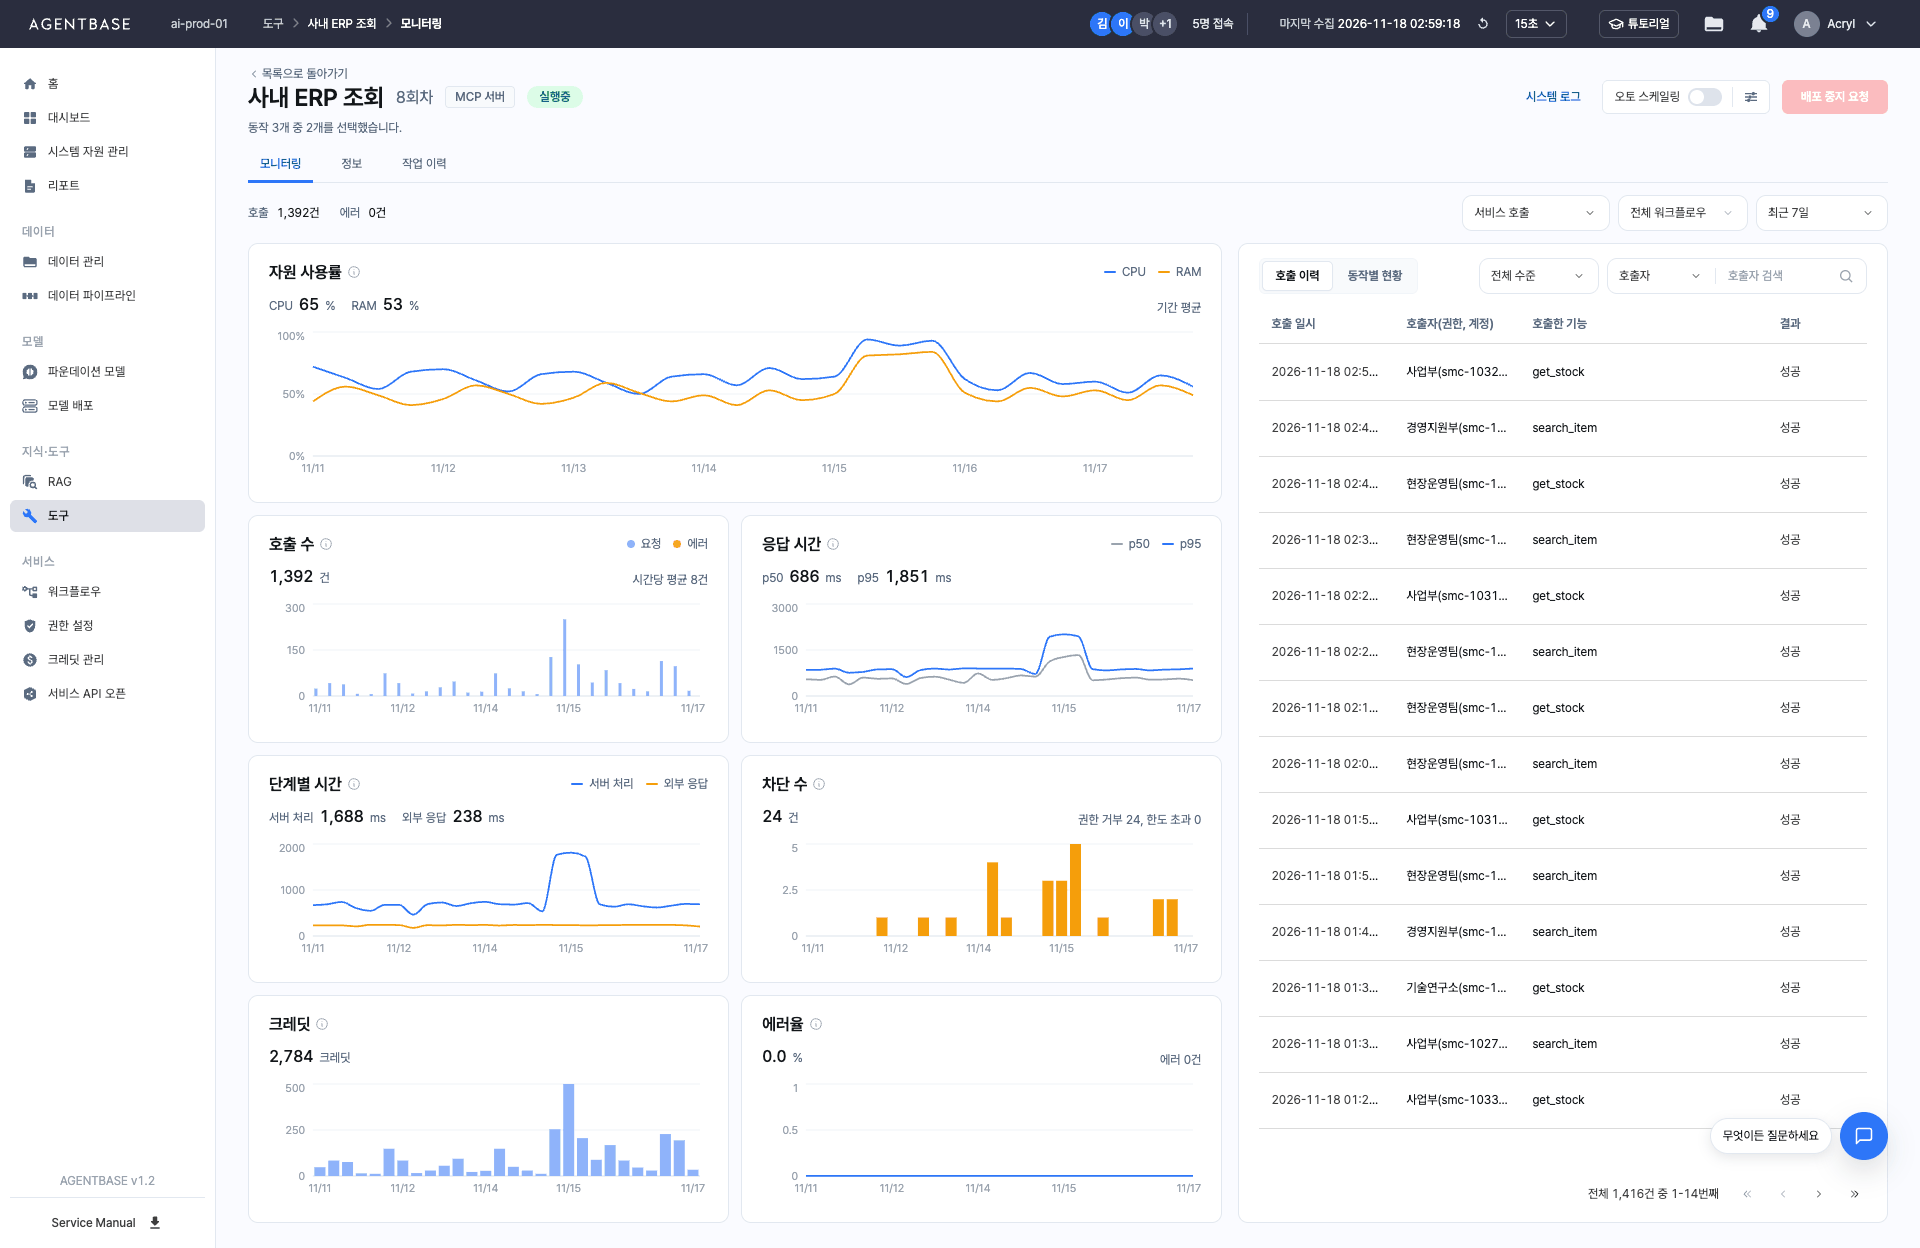 AGENTBASE
ai-prod-01
도구 > 사내 ERP 조회 > 모니터링
김 이 박 +1 5명 접속
마지막 수집 2026-11-18 02:59:18
15초
튜토리얼
9
A Acryl
홈
대시보드
시스템 자원 관리
리포트
데이터
데이터 관리
데이터 파이프라인
모델
파운데이션 모델
모델 배포
지식·도구
RAG
도구
서비스
워크플로우
권한 설정
크레딧 관리
서비스 API 오픈
AGENTBASE v1.2
Service Manual
목록으로 돌아가기
사내 ERP 조회 8회차 MCP 서버 실행중
동작 3개 중 2개를 선택했습니다.
시스템 로그
오토 스케일링
배포 중지 요청
모니터링 정보 작업 이력
호출 1,392건 에러 0건
서비스 호출
전체 워크플로우
최근 7일
자원 사용률
CPU RAM
CPU 65 % RAM 53 %
기간 평균
100%
50%
0%
11/11 11/12 11/13 11/14 11/15 11/16 11/17
호출 수
요청 에러
1,392 건
시간당 평균 8건
300
150
0
11/11 11/12 11/14 11/15 11/17
응답 시간
p50 p95
p50 686 ms p95 1,851 ms
3000
1500
0
11/11 11/12 11/14 11/15 11/17
단계별 시간
서버 처리 외부 응답
서버 처리 1,688 ms 외부 응답 238 ms
2000
1000
0
11/11 11/12 11/14 11/15 11/17
차단 수
24 건
권한 거부 24, 한도 초과 0
5
2.5
0
11/11 11/12 11/14 11/15 11/17
크레딧
2,784 크레딧
500
250
0
11/11 11/12 11/14 11/15 11/17
에러율
0.0 %
에러 0건
1
0.5
0
11/11 11/12 11/14 11/15 11/17
호출 이력 동작별 현황
전체 수준
호출자
호출자 검색
호출 일시 호출자(권한, 계정) 호출한 기능 결과
2026-11-18 02:5... 사업부(smc-1032... get_stock 성공
2026-11-18 02:4... 경영지원부(smc-1... search_item 성공
2026-11-18 02:4... 현장운영팀(smc-1... get_stock 성공
2026-11-18 02:3... 현장운영팀(smc-1... search_item 성공
2026-11-18 02:2... 사업부(smc-1031... get_stock 성공
2026-11-18 02:2... 현장운영팀(smc-1... search_item 성공
2026-11-18 02:1... 현장운영팀(smc-1... get_stock 성공
2026-11-18 02:0... 현장운영팀(smc-1... search_item 성공
2026-11-18 01:5... 사업부(smc-1031... get_stock 성공
2026-11-18 01:5... 현장운영팀(smc-1... search_item 성공
2026-11-18 01:4... 경영지원부(smc-1... search_item 성공
2026-11-18 01:3... 기술연구소(smc-1... get_stock 성공
2026-11-18 01:3... 사업부(smc-1027... search_item 성공
2026-11-18 01:2... 사업부(smc-1033... get_stock 성공
무엇이든 질문하세요
전체 1,416건 중 1-14번째 « ‹ › »